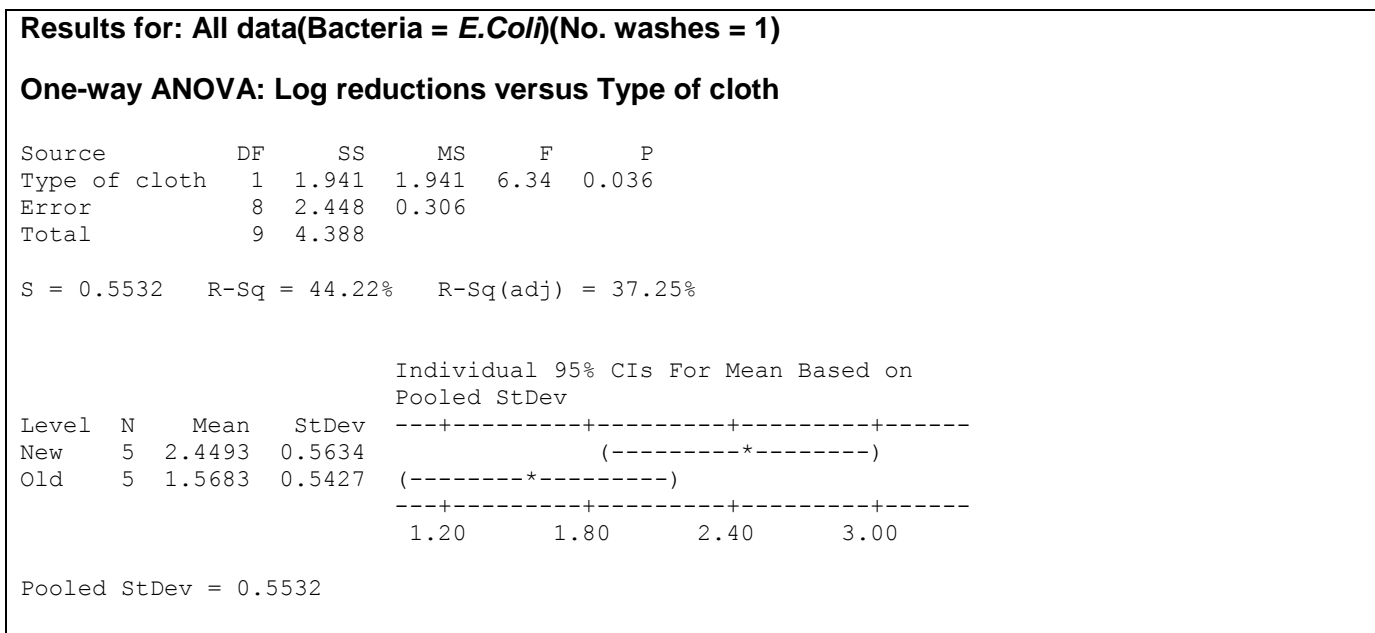 Results for: All data(Bacteria = E.Coli)(No. washes = 1)
One-way ANOVA: Log reductions versus Type of cloth
Source         DF     SS     MS     F      P
Type of cloth   1  1.941  1.941  6.34  0.036
Error           8  2.448  0.306
Total           9  4.388
S = 0.5532   R-Sq = 44.22%   R-Sq(adj) = 37.25%
Individual 95% CIs For Mean Based on
Pooled StDev
Level  N    Mean   StDev  ---+---------+---------+---------+------
New    5  2.4493  0.5634                (---------*--------)
Old    5  1.5683  0.5427  (--------*---------)
---+---------+---------+---------+------
1.20      1.80      2.40      3.00
Pooled StDev = 0.5532